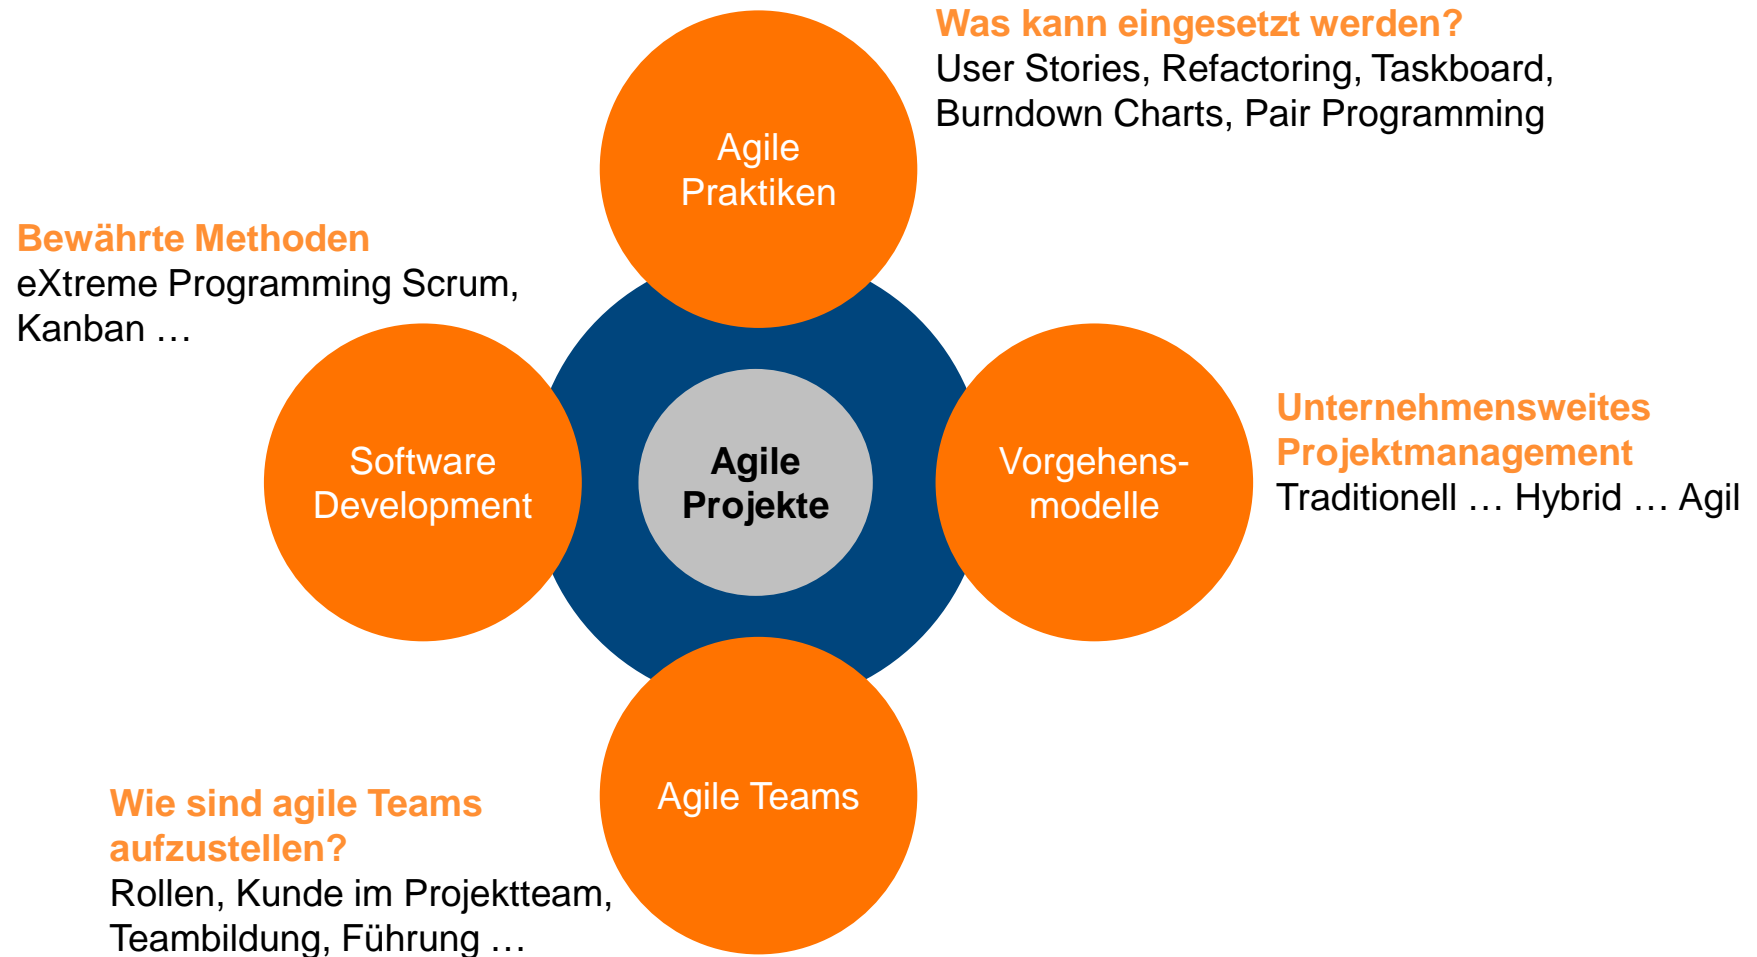 Was kann eingesetzt werden?
User Stories, Refactoring, Taskboard,
Burndown Charts, Pair Programming
Agile
Praktiken
Bewährte Methoden
eXtreme Programming Scrum,
Kanban …
Software
Development
Agile
Projekte
Vorgehens-
modelle
Unternehmensweites
Projektmanagement
Traditionell … Hybrid … Agil
Agile Teams
Wie sind agile Teams
aufzustellen?
Rollen, Kunde im Projektteam,
Teambildung, Führung …